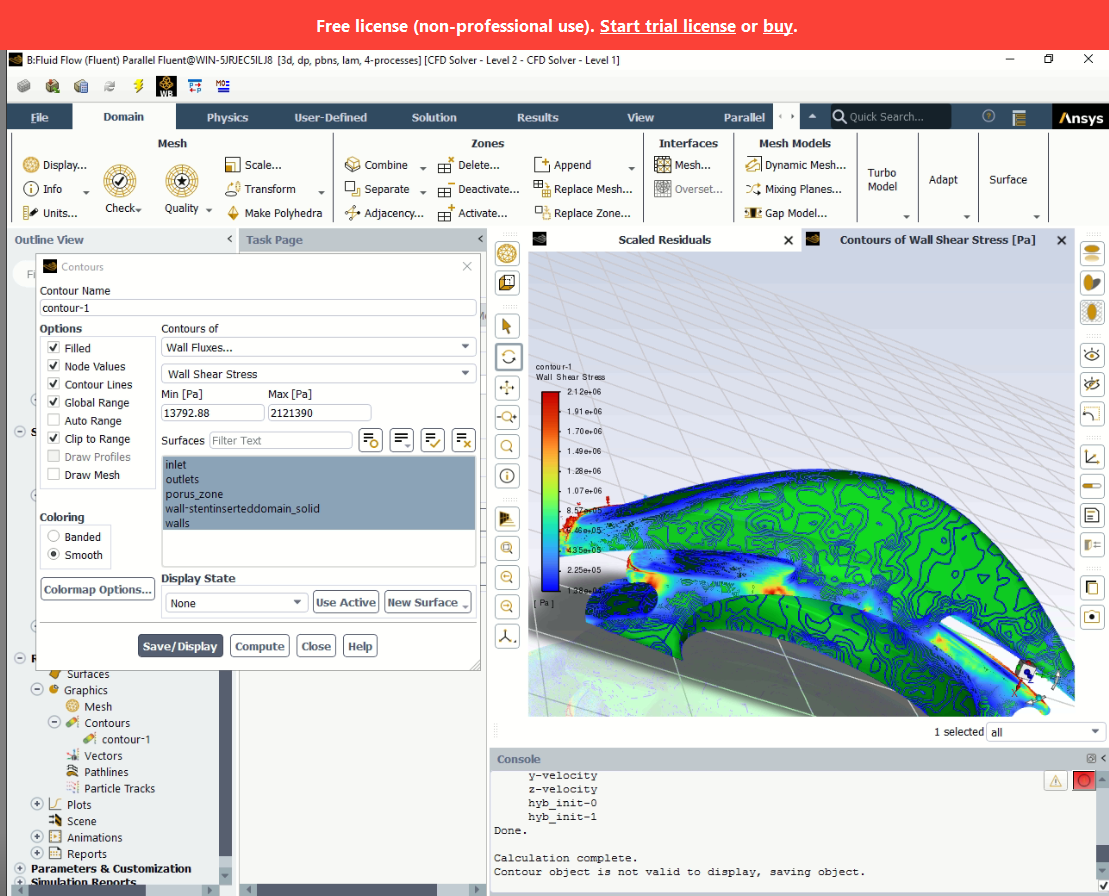 Free license (non-professional use). Start trial license or buy.
B:Fluid Flow (Fluent) Parallel Fluent@WIN-5JRJEC5ILJ8 [3d, dp, pbns, lam, 4-processes] [CFD Solver - Level 2 - CFD Solver - Level 1]
WB
File Domain Physics User-Defined Solution Results View Parallel Quick Search... Ansys
Mesh
Display...
Info
Units...
Check
Quality
Scale...
Transform
Make Polyhedra
Zones
Combine
Separate
Adjacency...
Delete...
Deactivate...
Activate...
Append
Replace Mesh...
Replace Zone...
Interfaces
Mesh...
Overset...
Mesh Models
Dynamic Mesh...
Mixing Planes...
Gap Model...
Turbo
Model
Adapt
Surface
Outline View
Task Page
Contours
Contour Name
contour-1
Options
Filled
Node Values
Contour Lines
Global Range
Auto Range
Clip to Range
Draw Profiles
Draw Mesh
Coloring
Banded
Smooth
Colormap Options...
Contours of
Wall Fluxes...
Wall Shear Stress
Min [Pa] Max [Pa]
13792.88 2121390
Surfaces Filter Text
inlet
outlets
porus_zone
wall-stentinserteddomain_solid
walls
Display State
None Use Active New Surface
Save/Display Compute Close Help
Surfaces
Graphics
Mesh
Contours
contour-1
Vectors
Pathlines
Particle Tracks
Plots
Scene
Animations
Reports
Parameters & Customization
Simulation Reports
Scaled Residuals
Contours of Wall Shear Stress [Pa]
contour-1
Wall Shear Stress
2.12e+06
1.91e+06
1.70e+06
1.49e+06
1.28e+06
1.07e+06
8.57e+05
6.46e+05
4.35e+05
2.25e+05
1.38e+04
[ Pa ]
1 selected all
Console
y-velocity
z-velocity
hyb_init-0
hyb_init-1
Done.
Calculation complete.
Contour object is not valid to display, saving object.